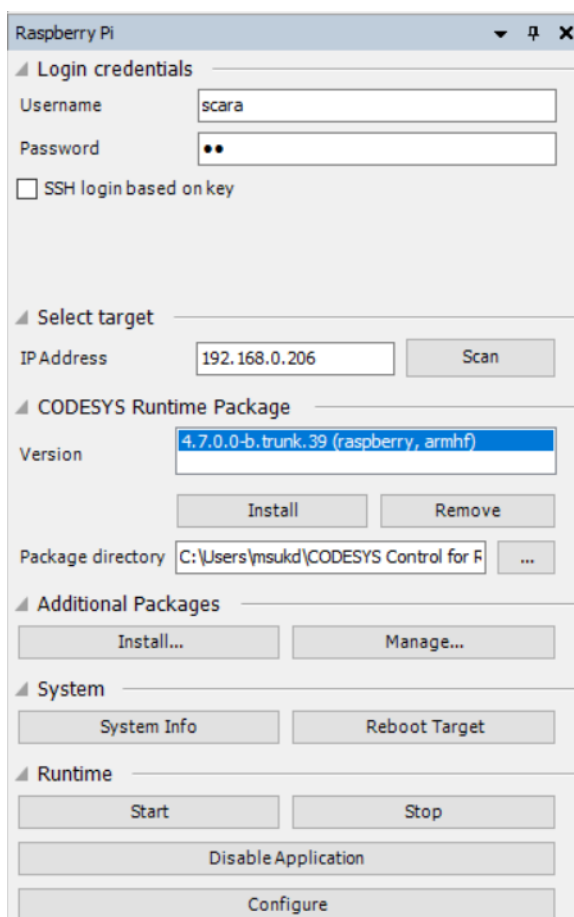 Raspberry Pi
Login credentials
Username scara
Password ••
SSH login based on key
Select target
IP Address 192.168.0.206 Scan
CODESYS Runtime Package
Version 4.7.0.0-b.trunk.39 (raspberry, armhf)
Install Remove
Package directory C:\Users\msukd\CODESYS Control for R ...
Additional Packages
Install... Manage...
System
System Info Reboot Target
Runtime
Start Stop
Disable Application
Configure